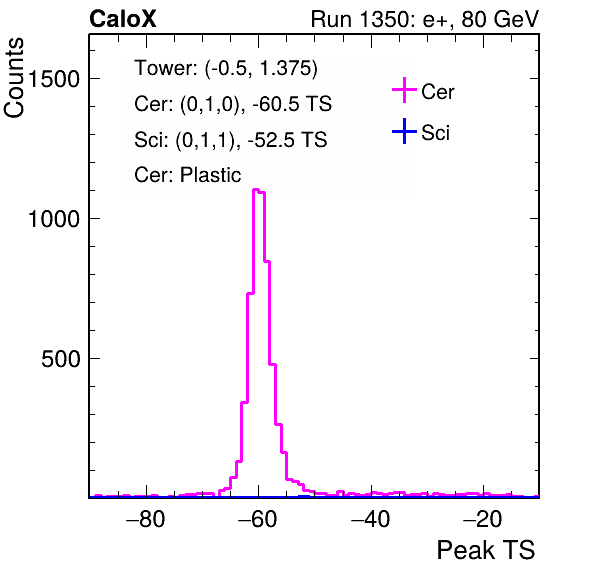 CaloX Run 1350: e+, 80 GeV
Counts
Tower: (-0.5, 1.375)
Cer: (0,1,0), -60.5 TS
Sci: (0,1,1), -52.5 TS
Cer: Plastic
Cer
Sci
1500
1000
500
−80 −60 −40 −20
Peak TS